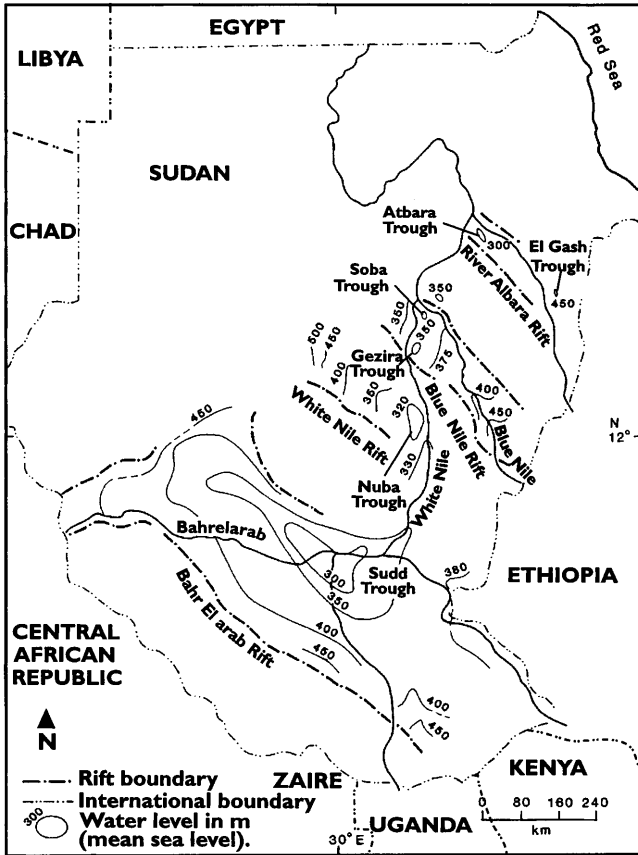 EGYPT
LIBYA
Red Sea
SUDAN
CHAD
Atbara
Trough
300
El Gash
Trough
450
River Albara Rift
Soba
Trough
350
350
350
375
Gezira
Trough
500
450
400
350
320
400
450
Blue Nile
Blue Nile Rift
White Nile Rift
N
12°
450
330
Nuba
Trough
White Nile
Bahrelarab
300
Sudd
Trough
380
ETHIOPIA
350
400
450
Bahr El arab Rift
CENTRAL
AFRICAN
REPUBLIC
400
450
N
Rift boundary
International boundary
300
Water level in m
(mean sea level).
ZAIRE
KENYA
UGANDA
0 80 160 240
km
30° E